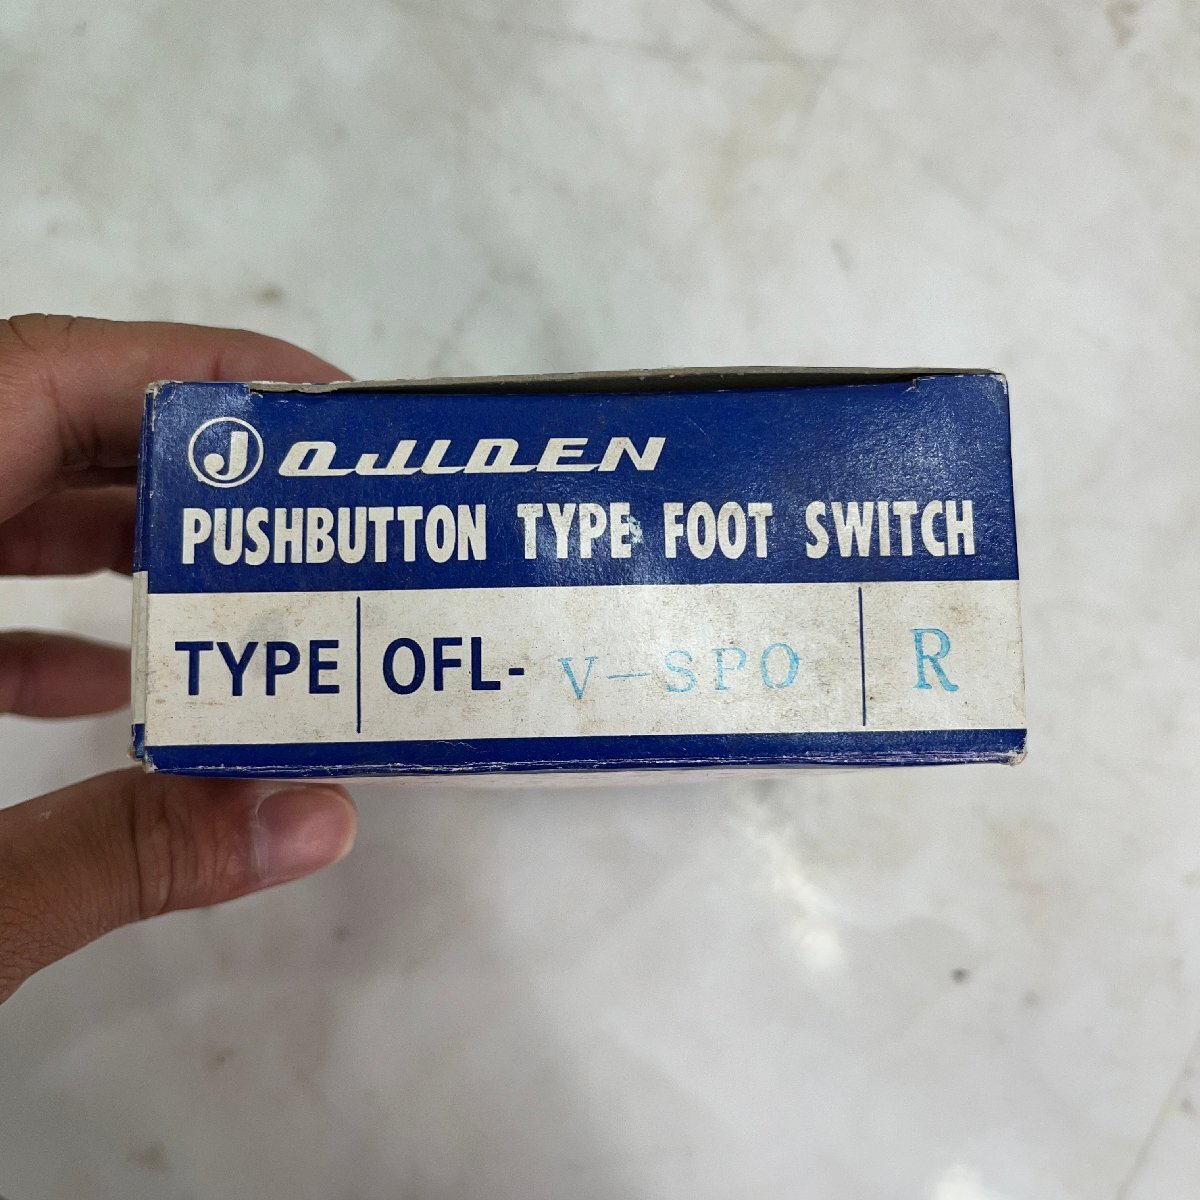 J OJIDEN
PUSHBUTTON TYPE FOOT SWITCH
TYPE OFL- V-SPO R